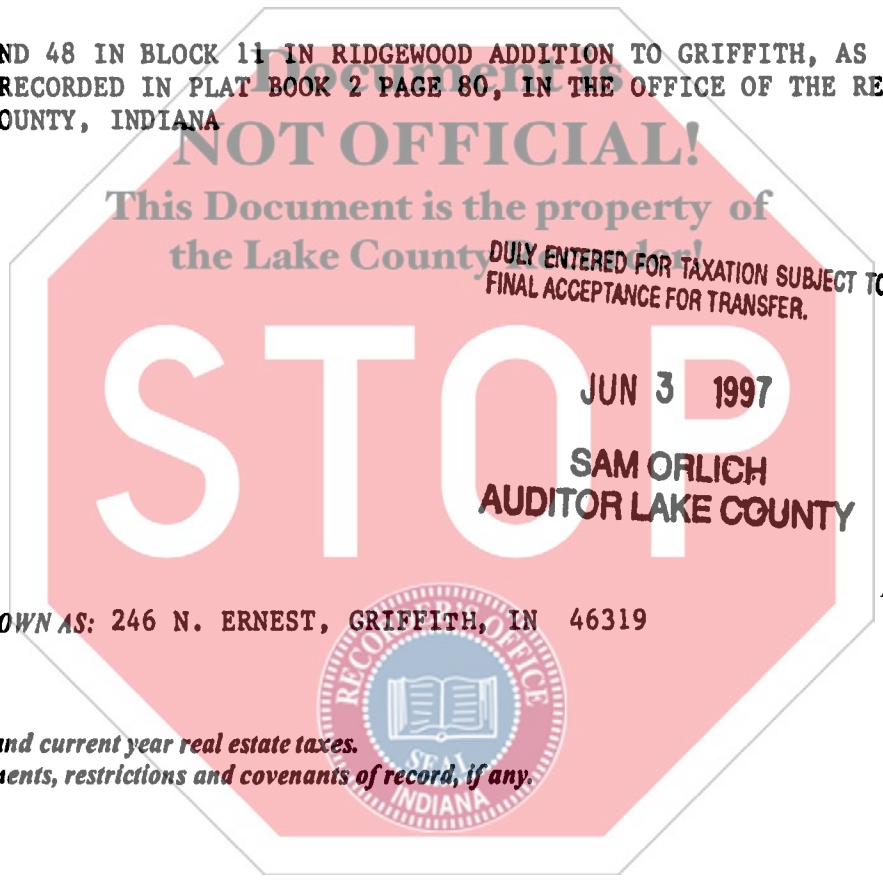 ND 48 IN BLOCK 11 IN RIDGEWOOD ADDITION TO GRIFFITH, AS
RECORDED IN PLAT BOOK 2 PAGE 80, IN THE OFFICE OF THE RE
OUNTY, INDIANA
Document is
NOT OFFICIAL!
This Document is the property of
the Lake County Recorder!
DULY ENTERED FOR TAXATION SUBJECT TO
FINAL ACCEPTANCE FOR TRANSFER.
JUN 3 1997
SAM ORLICH
AUDITOR LAKE COUNTY
STOP
OWN AS: 246 N. ERNEST, GRIFFITH, IN 46319
RECORDER'S OFFICE
SEAL
INDIANA
and current year real estate taxes.
ents, restrictions and covenants of record, if any.